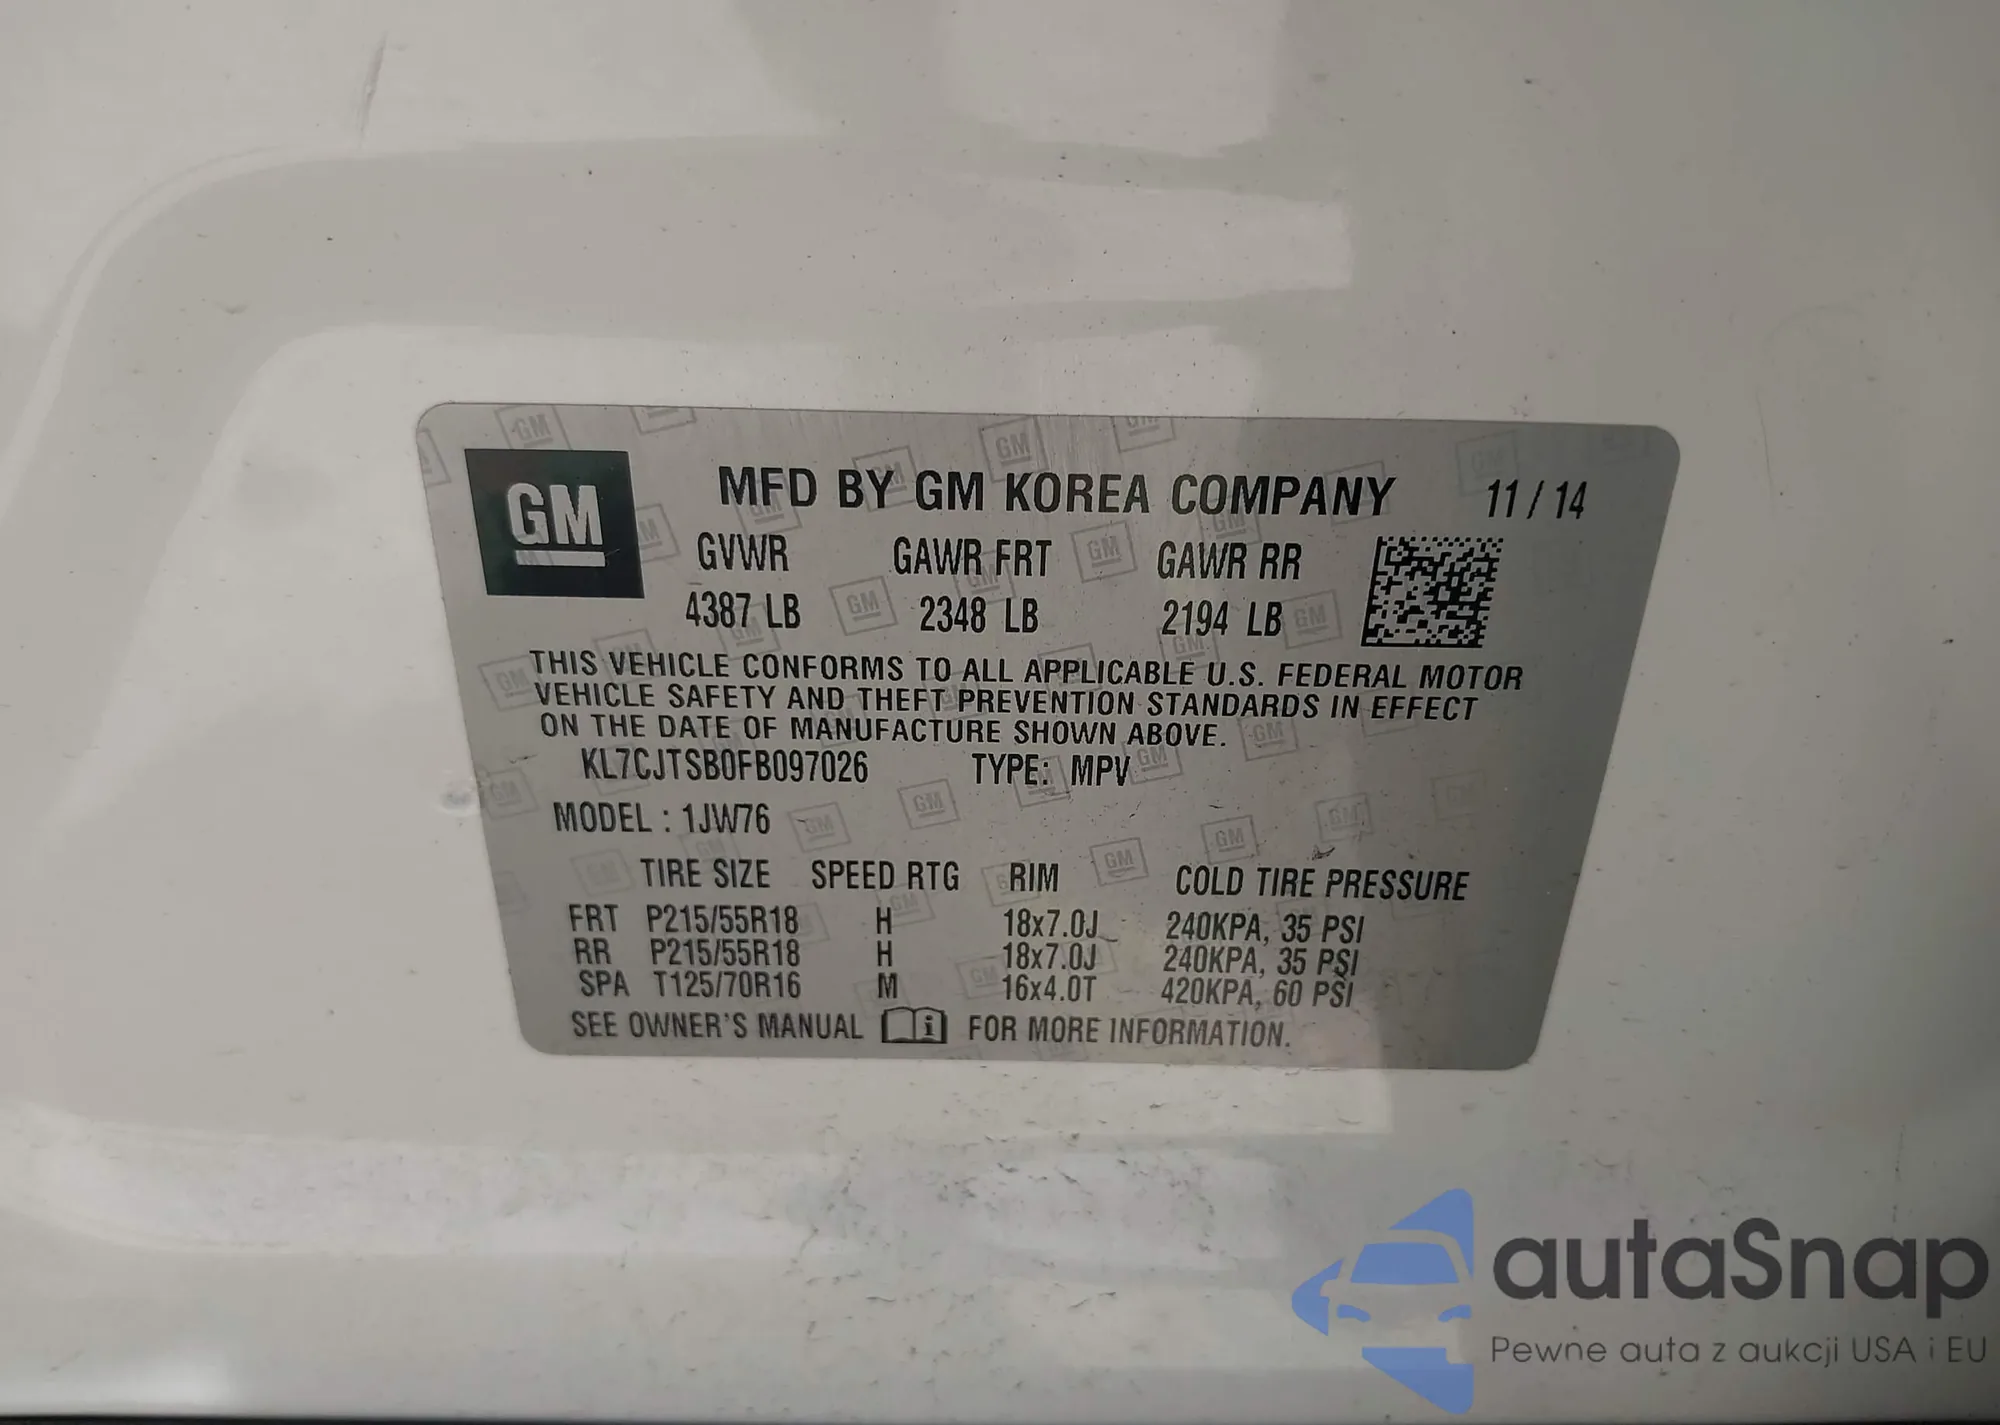 GM
MFD BY GM KOREA COMPANY 11/14
GVWR GAWR FRT GAWR RR
4387 LB 2348 LB 2194 LB
THIS VEHICLE CONFORMS TO ALL APPLICABLE U.S. FEDERAL MOTOR
VEHICLE SAFETY AND THEFT PREVENTION STANDARDS IN EFFECT
ON THE DATE OF MANUFACTURE SHOWN ABOVE.
KL7CJTSB0FB097026 TYPE: MPV
MODEL : 1JW76
TIRE SIZE SPEED RTG RIM COLD TIRE PRESSURE
FRT P215/55R18 H 18x7.0J 240KPA, 35 PSI
RR P215/55R18 H 18x7.0J 240KPA, 35 PSI
SPA T125/70R16 M 16x4.0T 420KPA, 60 PSI
SEE OWNER'S MANUAL i FOR MORE INFORMATION.
autaSnap
Pewne auta z aukcji USA i EU